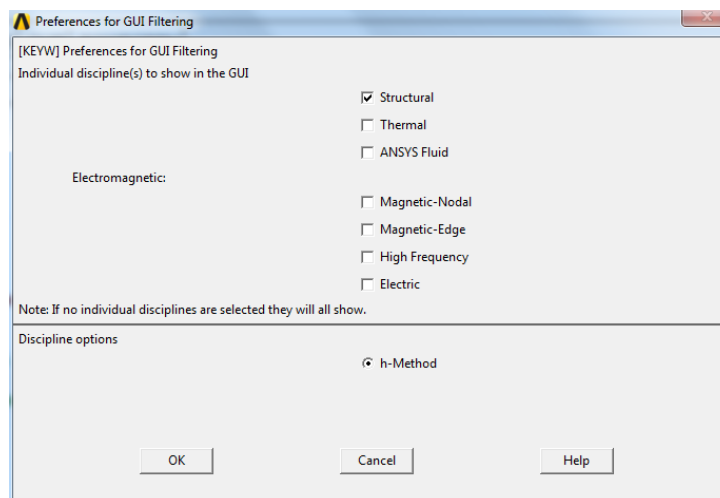 Preferences for GUI Filtering
[KEYW] Preferences for GUI Filtering
Individual discipline(s) to show in the GUI
Structural
Thermal
ANSYS Fluid
Electromagnetic:
Magnetic-Nodal
Magnetic-Edge
High Frequency
Electric
Note: If no individual disciplines are selected they will all show.
Discipline options
h-Method
OK Cancel Help